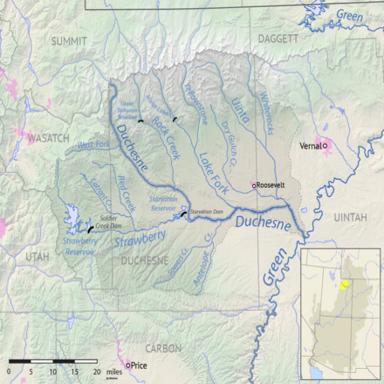 Green
SUMMIT
DAGGETT
Yellowstone
Uinta
Whiterocks
Rock Creek
Dry Gulch Cr.
WASATCH
West Fork
Duchesne
Lake Fork
Vernal
Currant Cr.
Red Creek
Roosevelt
Starvation
Reservoir
Starvation Dam
Soldier
Creek Dam
Duchesne
UINTAH
Strawberry
Reservoir
Strawberry
UTAH
DUCHESNE
Antelope Cr.
Green
CARBON
Price
0 5 10 15 20 miles